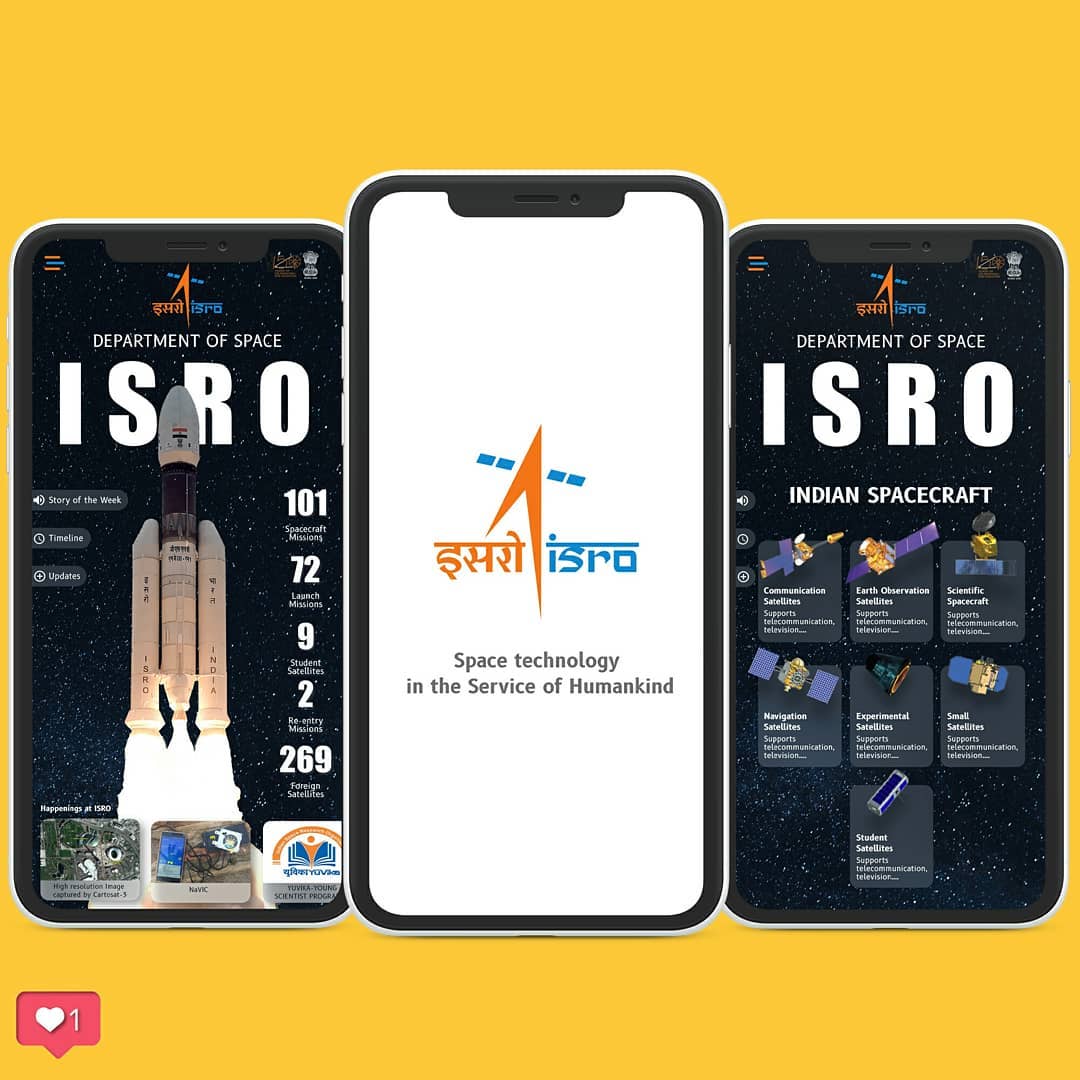 इसरो isro
DEPARTMENT OF SPACE
ISRO
Story of the Week
Timeline
Updates
इसरो
भारत
ISRO
INDIA
101
Spacecraft
Missions
72
Launch
Missions
9
Student
Satellites
2
Re-entry
Missions
269
Foreign
Satellites
Happenings at ISRO
High resolution Image
captured by Cartosat-3
NaVIC
युविका YUVIKA
YUVIKA-YOUNG
SCIENTIST PROGRA
इसरो isro
Space technology
in the Service of Humankind
इसरो isro
DEPARTMENT OF SPACE
ISRO
INDIAN SPACECRAFT
Communication
Satellites
Supports
telecommunication,
television....
Earth Observation
Satellites
Supports
telecommunication,
television....
Scientific
Spacecraft
Supports
telecommunication,
television....
Navigation
Satellites
Supports
telecommunication,
television....
Experimental
Satellites
Supports
telecommunication,
television....
Small
Satellites
Supports
telecommunication,
television....
Student
Satellites
Supports
telecommunication,
television....
1